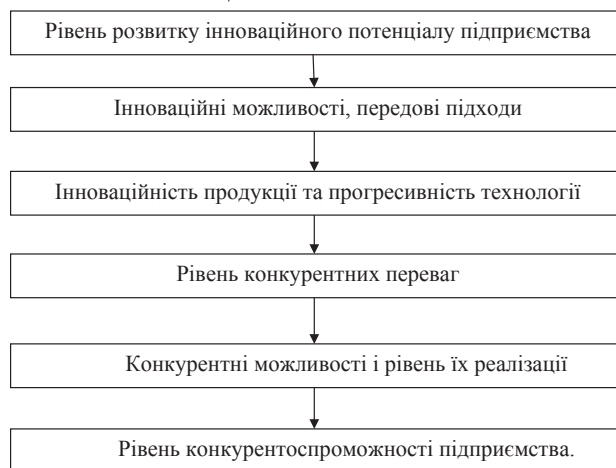 Рівень розвитку інноваційного потенціалу підприємства
Інноваційні можливості, передові підходи
Інноваційність продукції та прогресивність технології
Рівень конкурентних переваг
Конкурентні можливості і рівень їх реалізації
Рівень конкурентоспроможності підприємства.